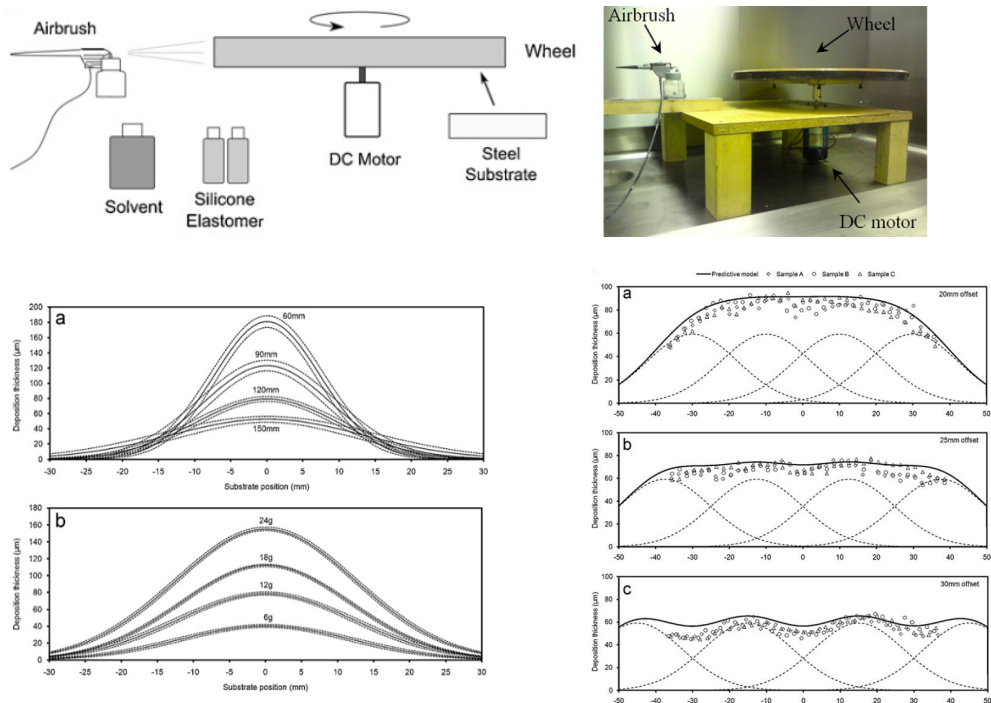 Airbrush
Wheel
DC Motor
Steel
Substrate
Solvent
Silicone
Elastomer
Airbrush
Wheel
DC motor
a
60mm
90mm
120mm
150mm
Deposition thickness (µm)
200
180
160
140
120
100
80
60
40
20
0
-30 -25 -20 -15 -10 -5 0 5 10 15 20 25 30
Substrate position (mm)
b
24g
18g
12g
6g
Deposition thickness (µm)
180
160
140
120
100
80
60
40
20
0
-30 -25 -20 -15 -10 -5 0 5 10 15 20 25 30
Substrate position (mm)
Predictive model Sample A Sample B Sample C
a
20mm offset
Deposition thickness (µm)
100
80
60
40
20
0
-50 -40 -30 -20 -10 0 10 20 30 40 50
b
25mm offset
Deposition thickness (µm)
100
80
60
40
20
0
-50 -40 -30 -20 -10 0 10 20 30 40 50
c
30mm offset
Deposition thickness (µm)
100
80
60
40
20
0
-50 -40 -30 -20 -10 0 10 20 30 40 50